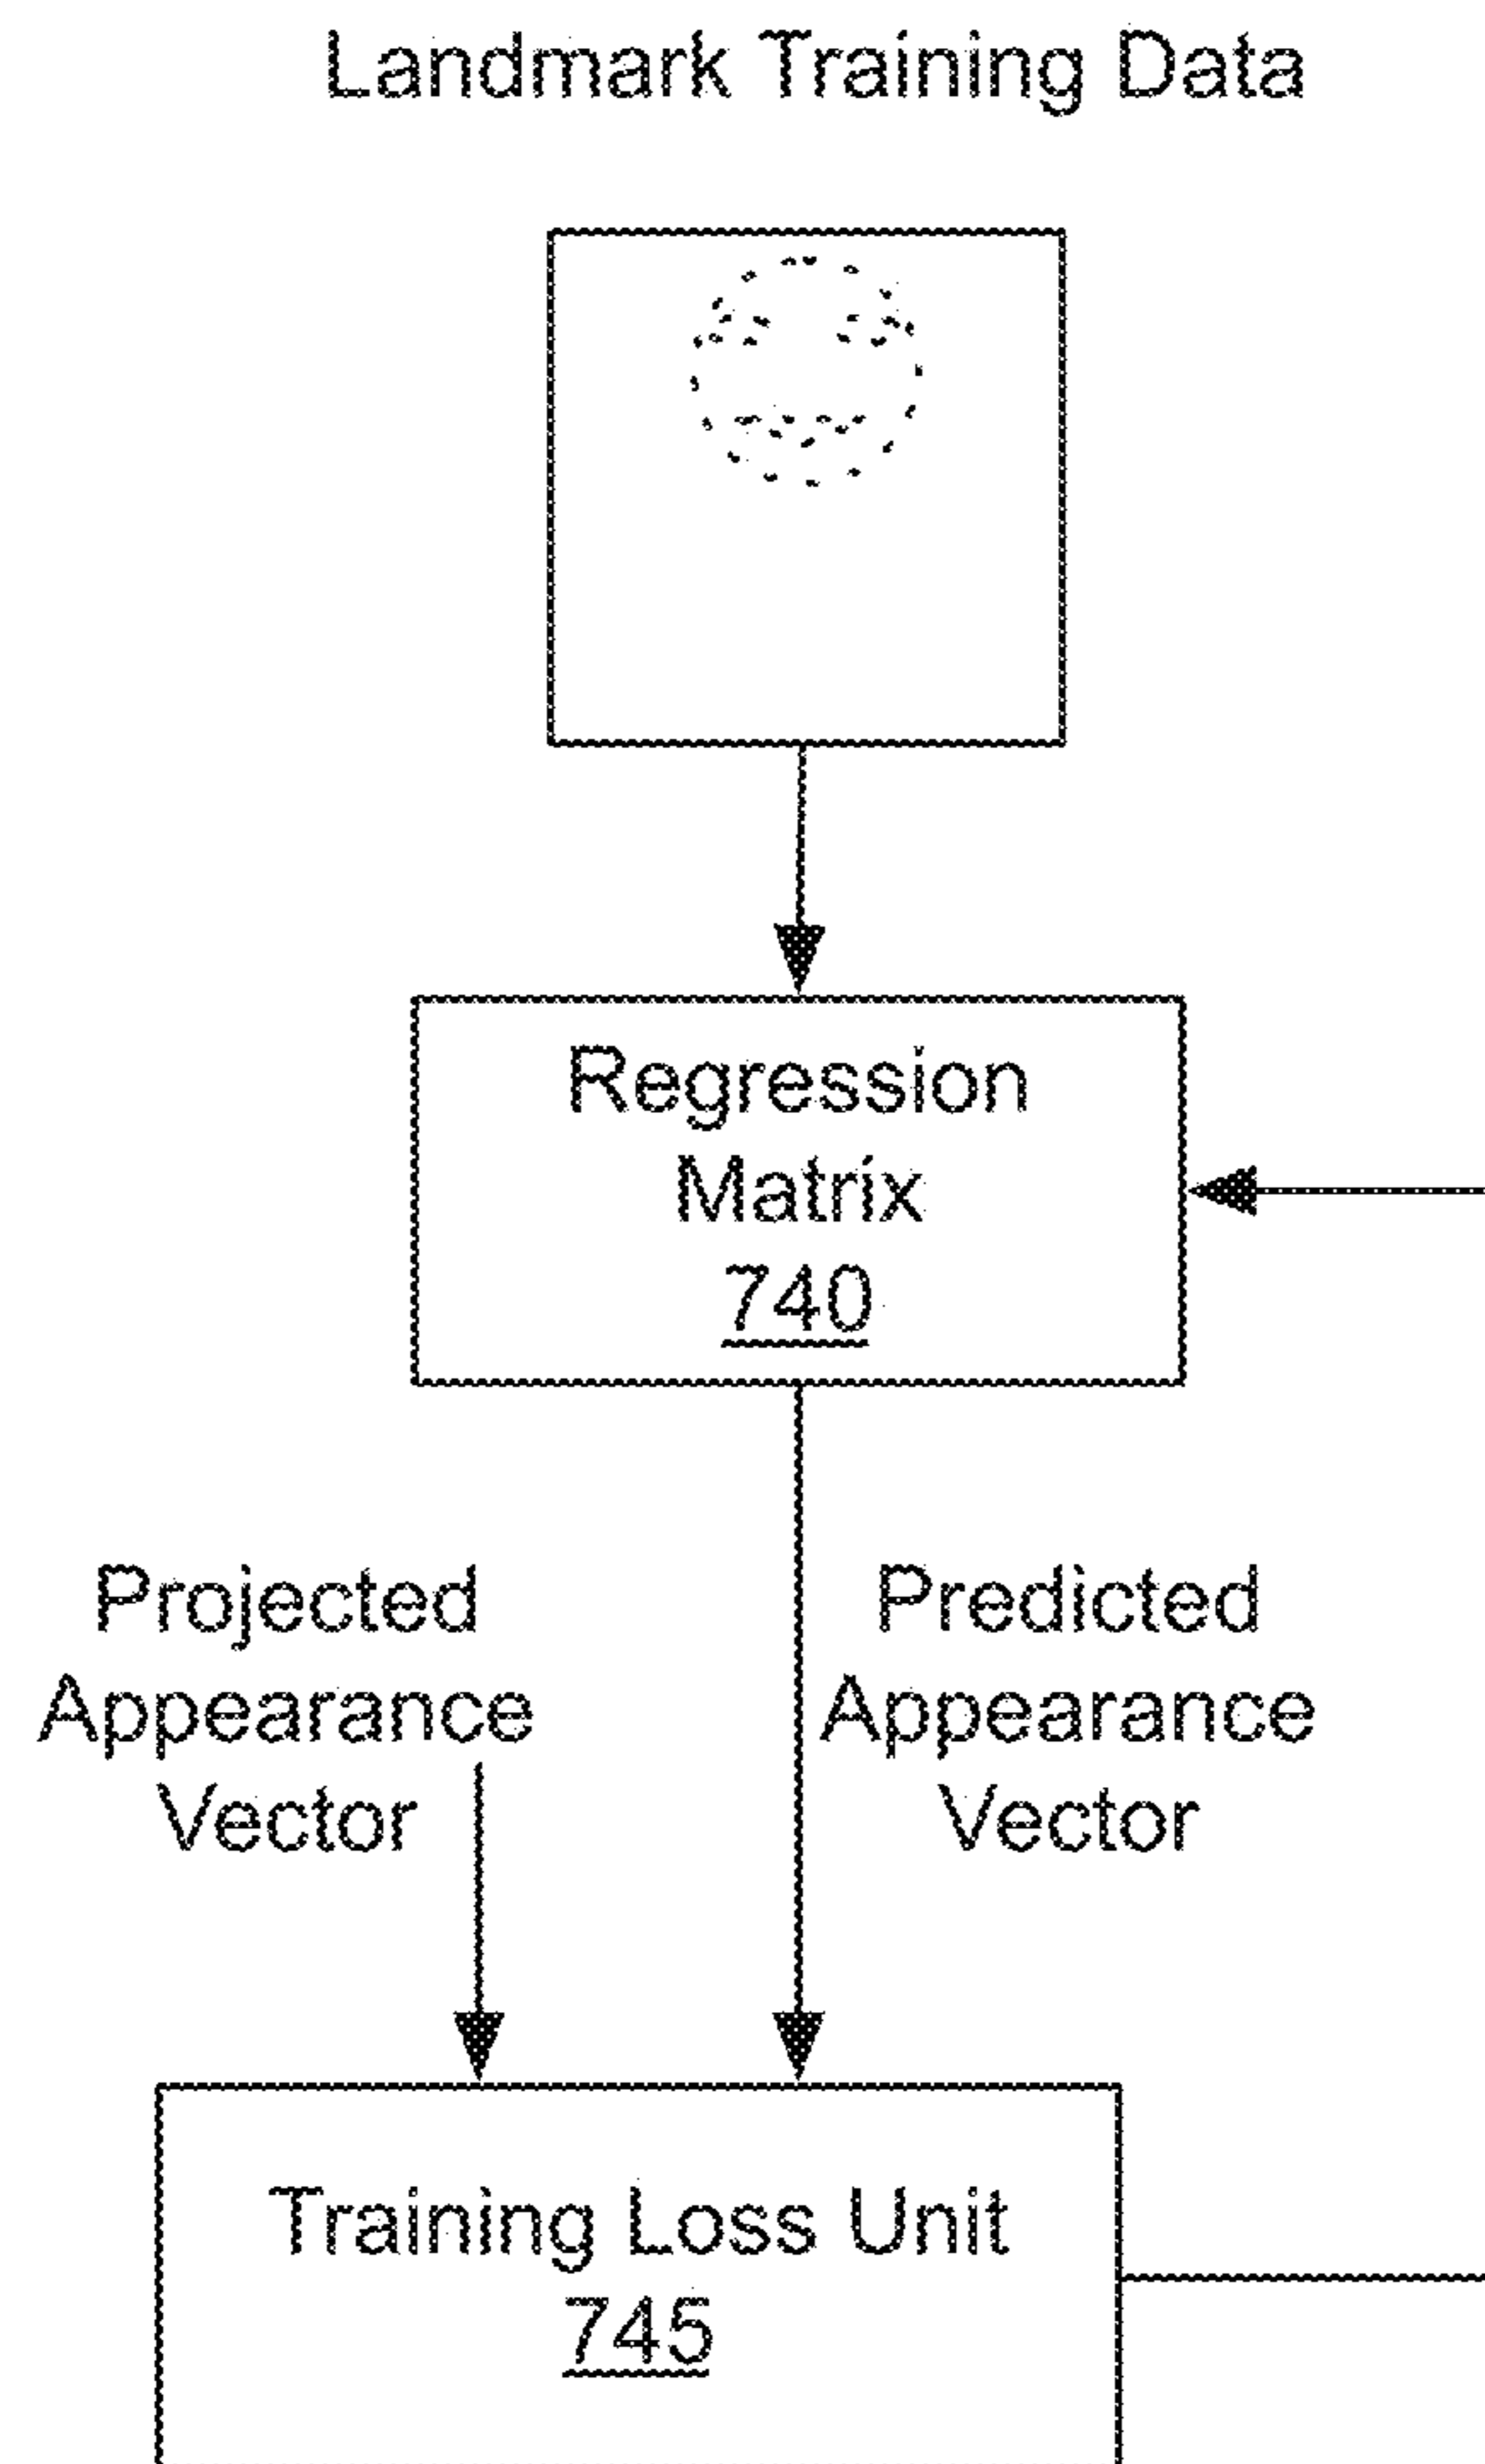 Landmark Training Data
Regression
Matrix
740
Projected
Appearance
Vector
Predicted
Appearance
Vector
Training Loss Unit
745